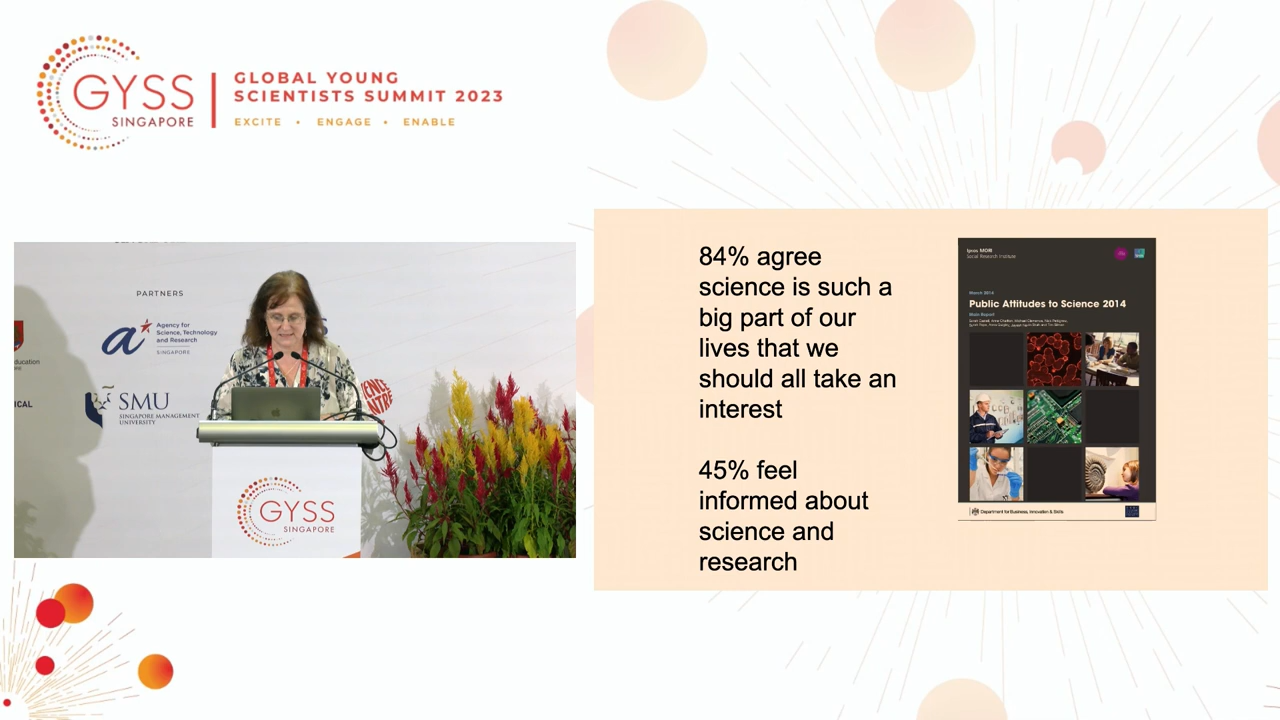 GYSS
SINGAPORE
GLOBAL YOUNG
SCIENTISTS SUMMIT 2023
EXCITE • ENGAGE • ENABLE
PARTNERS
Agency for
Science, Technology
and Research
SINGAPORE
SMU
SINGAPORE MANAGEMENT
UNIVERSITY
GYSS
SINGAPORE
84% agree
science is such a
big part of our
lives that we
should all take an
interest
45% feel
informed about
science and
research
Ipsos MORI
Social Research Institute
March 2014
Public Attitudes to Science 2014
Main Report
Department for Business, Innovation & Skills